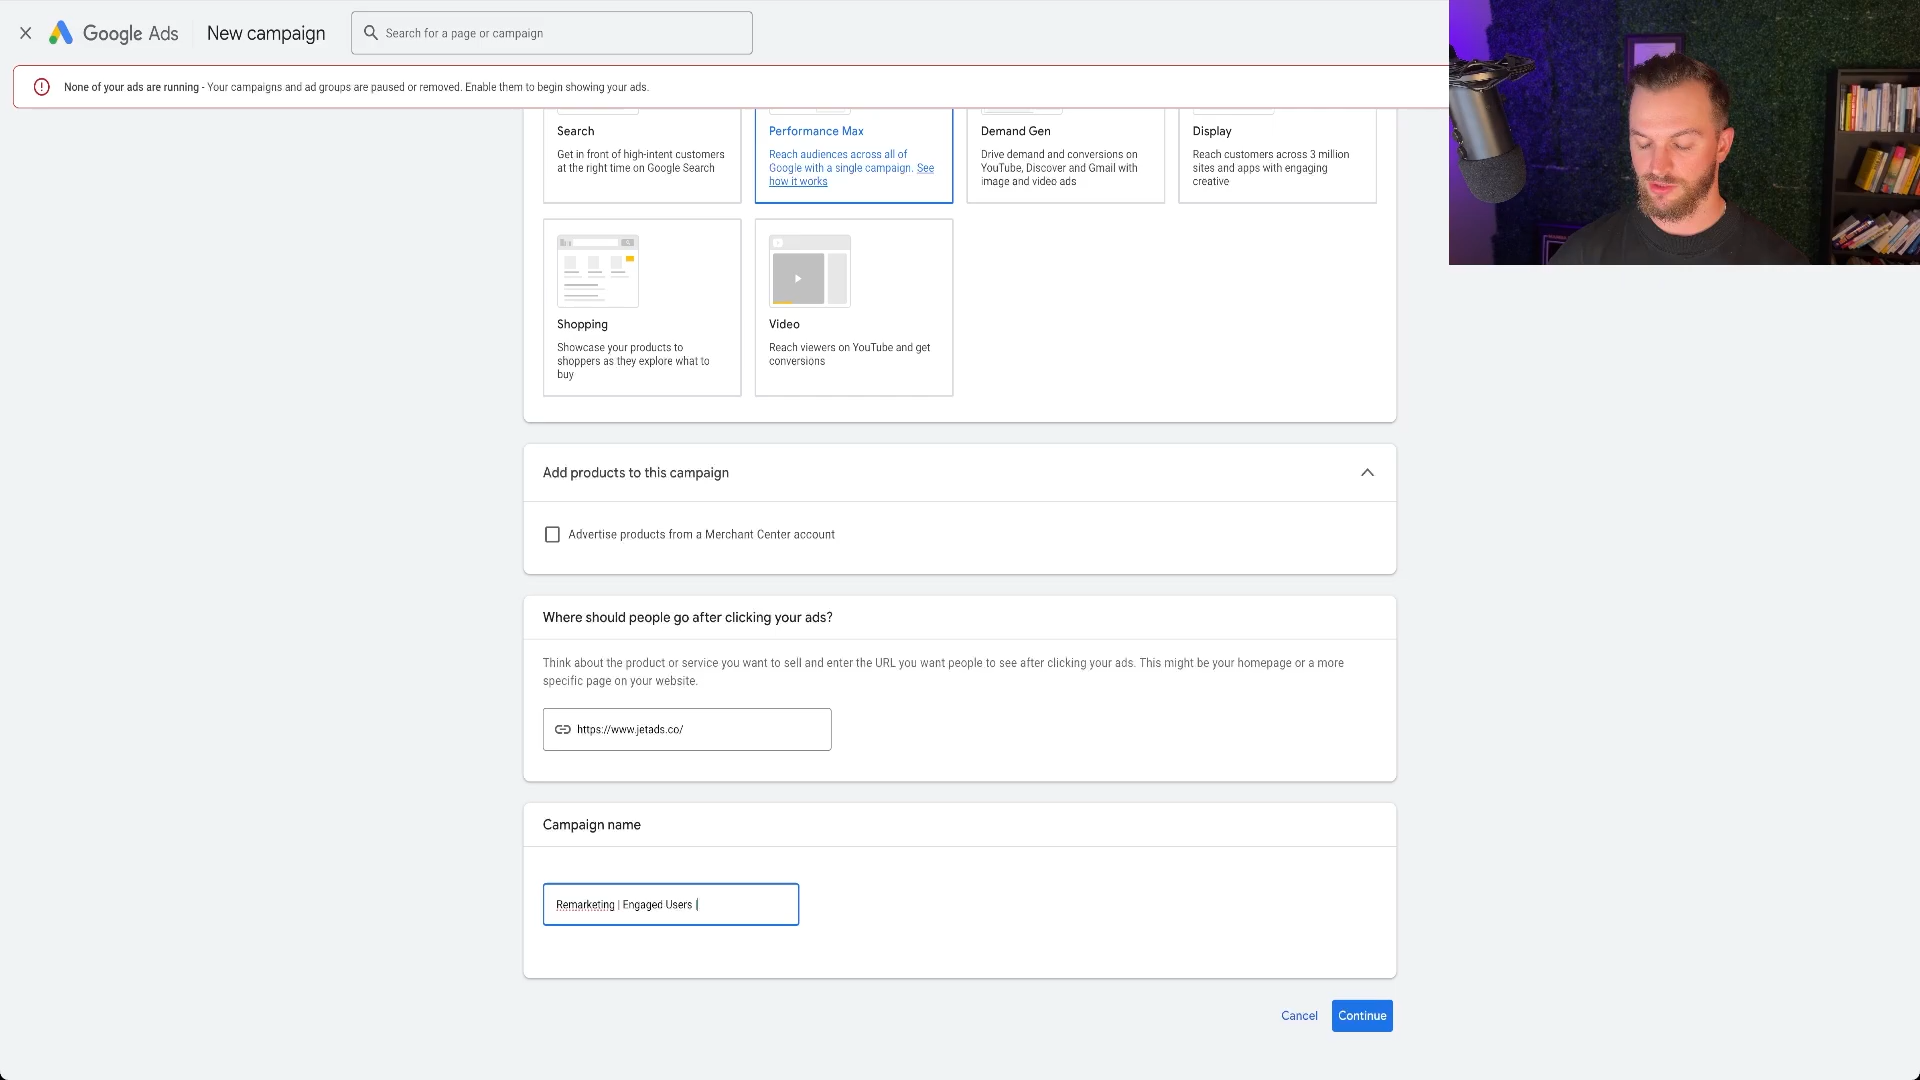 Google Ads
New campaign
Search for a page or campaign
None of your ads are running - Your campaigns and ad groups are paused or removed. Enable them to begin showing your ads.
Search
Get in front of high-intent customers
at the right time on Google Search
Performance Max
Reach audiences across all of
Google with a single campaign. See
how it works
Demand Gen
Drive demand and conversions on
YouTube, Discover and Gmail with
image and video ads
Display
Reach customers across 3 million
sites and apps with engaging
creative
Shopping
Showcase your products to
shoppers as they explore what to
buy
Video
Reach viewers on YouTube and get
conversions
Add products to this campaign
Advertise products from a Merchant Center account
Where should people go after clicking your ads?
Think about the product or service you want to sell and enter the URL you want people to see after clicking your ads. This might be your homepage or a more
specific page on your website.
https://www.jetads.co/
Campaign name
Remarketing | Engaged Users |
Cancel
Continue